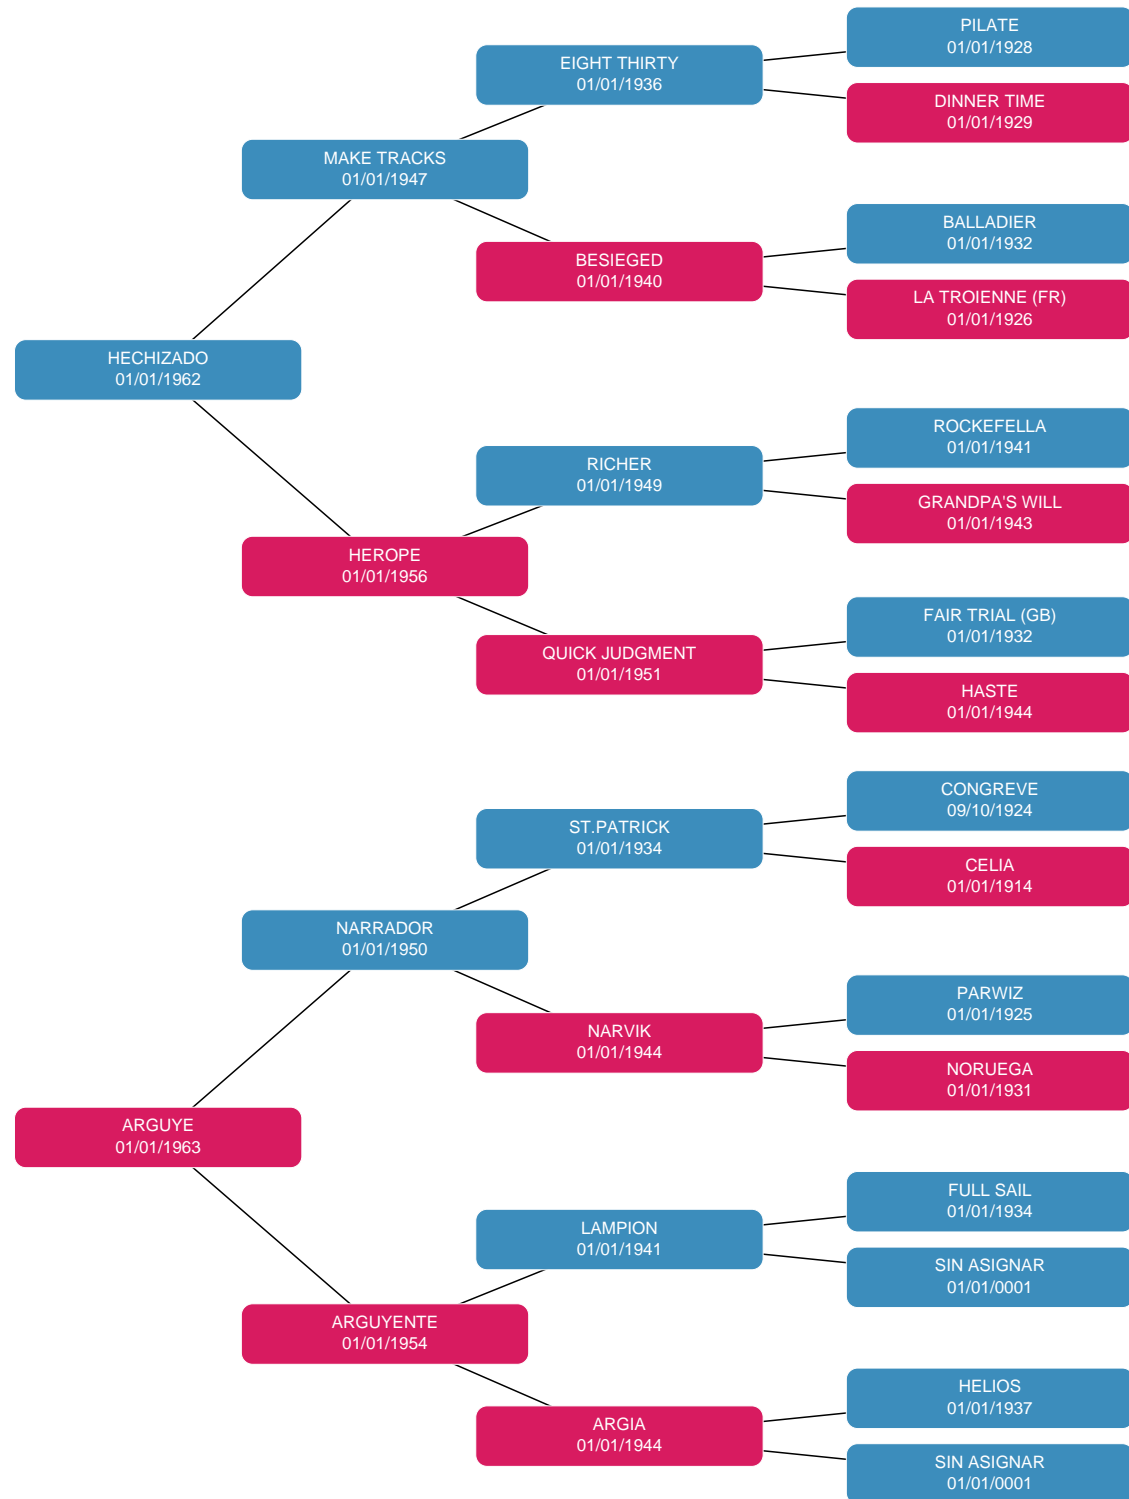 PILATE
01/01/1928
EIGHT THIRTY
01/01/1936
DINNER TIME
01/01/1929
MAKE TRACKS
01/01/1947
BALLADIER
01/01/1932
BESIEGED
01/01/1940
LA TROIENNE (FR)
01/01/1926
HECHIZADO
01/01/1962
ROCKEFELLA
01/01/1941
RICHER
01/01/1949
GRANDPA'S WILL
01/01/1943
HEROPE
01/01/1956
FAIR TRIAL (GB)
01/01/1932
QUICK JUDGMENT
01/01/1951
HASTE
01/01/1944
CONGREVE
09/10/1924
ST.PATRICK
01/01/1934
CELIA
01/01/1914
NARRADOR
01/01/1950
PARWIZ
01/01/1925
NARVIK
01/01/1944
NORUEGA
01/01/1931
ARGUYE
01/01/1963
FULL SAIL
01/01/1934
LAMPION
01/01/1941
SIN ASIGNAR
01/01/0001
ARGUYENTE
01/01/1954
HELIOS
01/01/1937
ARGIA
01/01/1944
SIN ASIGNAR
01/01/0001